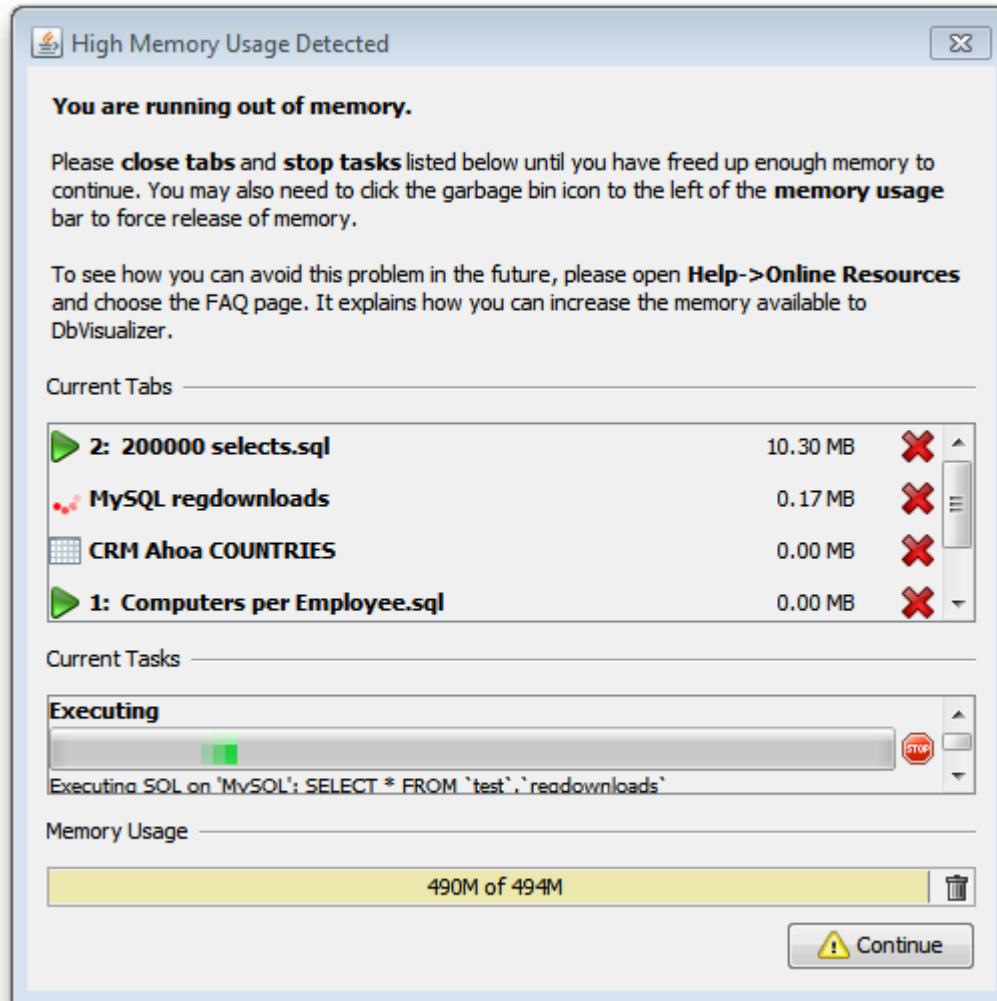 High Memory Usage Detected
You are running out of memory.
Please close tabs and stop tasks listed below until you have freed up enough memory to
continue. You may also need to click the garbage bin icon to the left of the memory usage
bar to force release of memory.
To see how you can avoid this problem in the future, please open Help->Online Resources
and choose the FAQ page. It explains how you can increase the memory available to
DbVisualizer.
Current Tabs
2: 200000 selects.sql 10.30 MB
MySQL regdownloads 0.17 MB
CRM Ahoa COUNTRIES 0.00 MB
1: Computers per Employee.sql 0.00 MB
Current Tasks
Executing
STOP
Executing SQL on 'MySQL': SELECT * FROM `test`.`regdownloads`
Memory Usage
490M of 494M
Continue